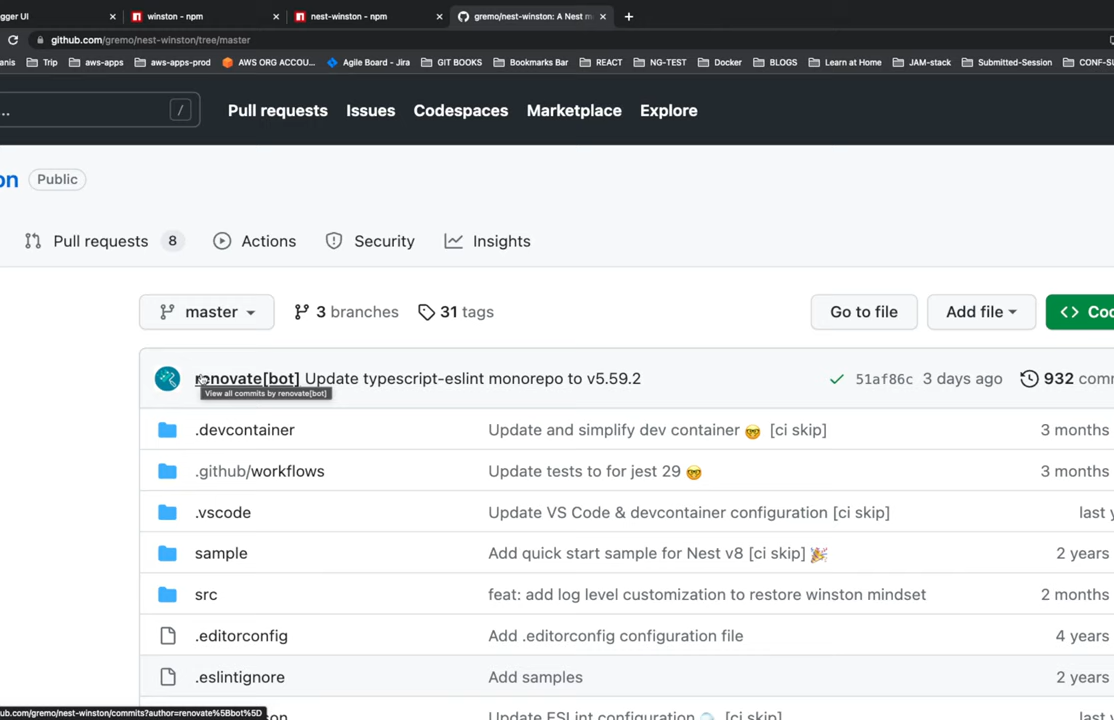 gger UI
winston - npm
nest-winston - npm
gremo/nest-winston: A Nest m
github.com/gremo/nest-winston/tree/master
anis
Trip
aws-apps
aws-apps-prod
AWS ORG ACCOU...
Agile Board - Jira
GIT BOOKS
Bookmarks Bar
REACT
NG-TEST
Docker
BLOGS
Learn at Home
JAM-stack
Submitted-Session
CONF-SU
..
/
Pull requests
Issues
Codespaces
Marketplace
Explore
on
Public
Pull requests 8
Actions
Security
Insights
master
3 branches
31 tags
Go to file
Add file
Coo
renovate[bot] Update typescript-eslint monorepo to v5.59.2
51af86c 3 days ago
932 comm
View all commits by renovate[bot]
.devcontainer
Update and simplify dev container 🤓 [ci skip]
3 months
.github/workflows
Update tests to for jest 29 🤓
3 months
.vscode
Update VS Code & devcontainer configuration [ci skip]
last y
sample
Add quick start sample for Nest v8 [ci skip] 🎉
2 years
src
feat: add log level customization to restore winston mindset
2 months
.editorconfig
Add .editorconfig configuration file
4 years
.eslintignore
Add samples
2 years
ub.com/gremo/nest-winston/commits?author=renovate%5Bbot%5D
son
Update ESLint configuration
[ci skip]
last y